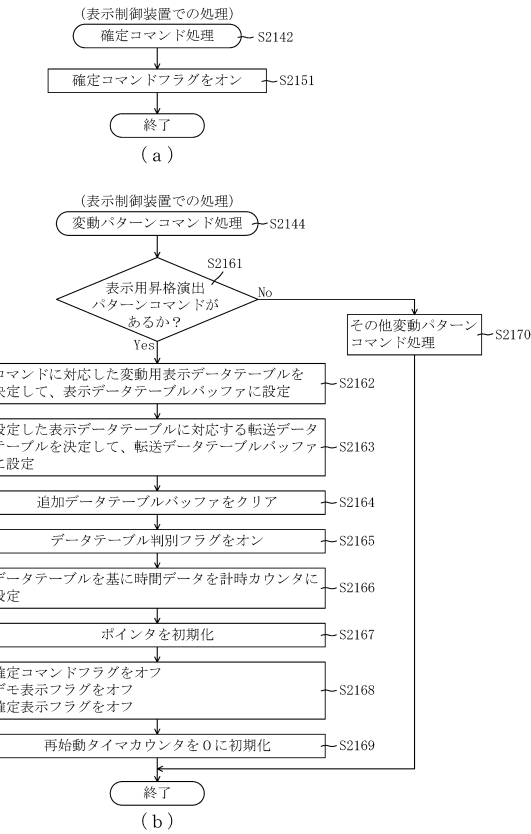 (表示制御装置での処理)
確定コマンド処理
S2142
確定コマンドフラグをオン
S2151
終了
(a)
(表示制御装置での処理)
変動パターンコマンド処理
S2144
S2161
表示用昇格演出
パターンコマンドが
あるか?
No
Yes
その他変動パターン
コマンド処理
S2170
コマンドに対応した変動用表示データテーブルを
決定して、表示データテーブルバッファに設定
S2162
設定した表示データテーブルに対応する転送データ
テーブルを決定して、転送データテーブルバッファ
に設定
S2163
追加データテーブルバッファをクリア
S2164
データテーブル判別フラグをオン
S2165
データテーブルを基に時間データを計時カウンタに
設定
S2166
ポインタを初期化
S2167
確定コマンドフラグをオフ
デモ表示フラグをオフ
確定表示フラグをオフ
S2168
再始動タイマカウンタを0に初期化
S2169
終了
(b)